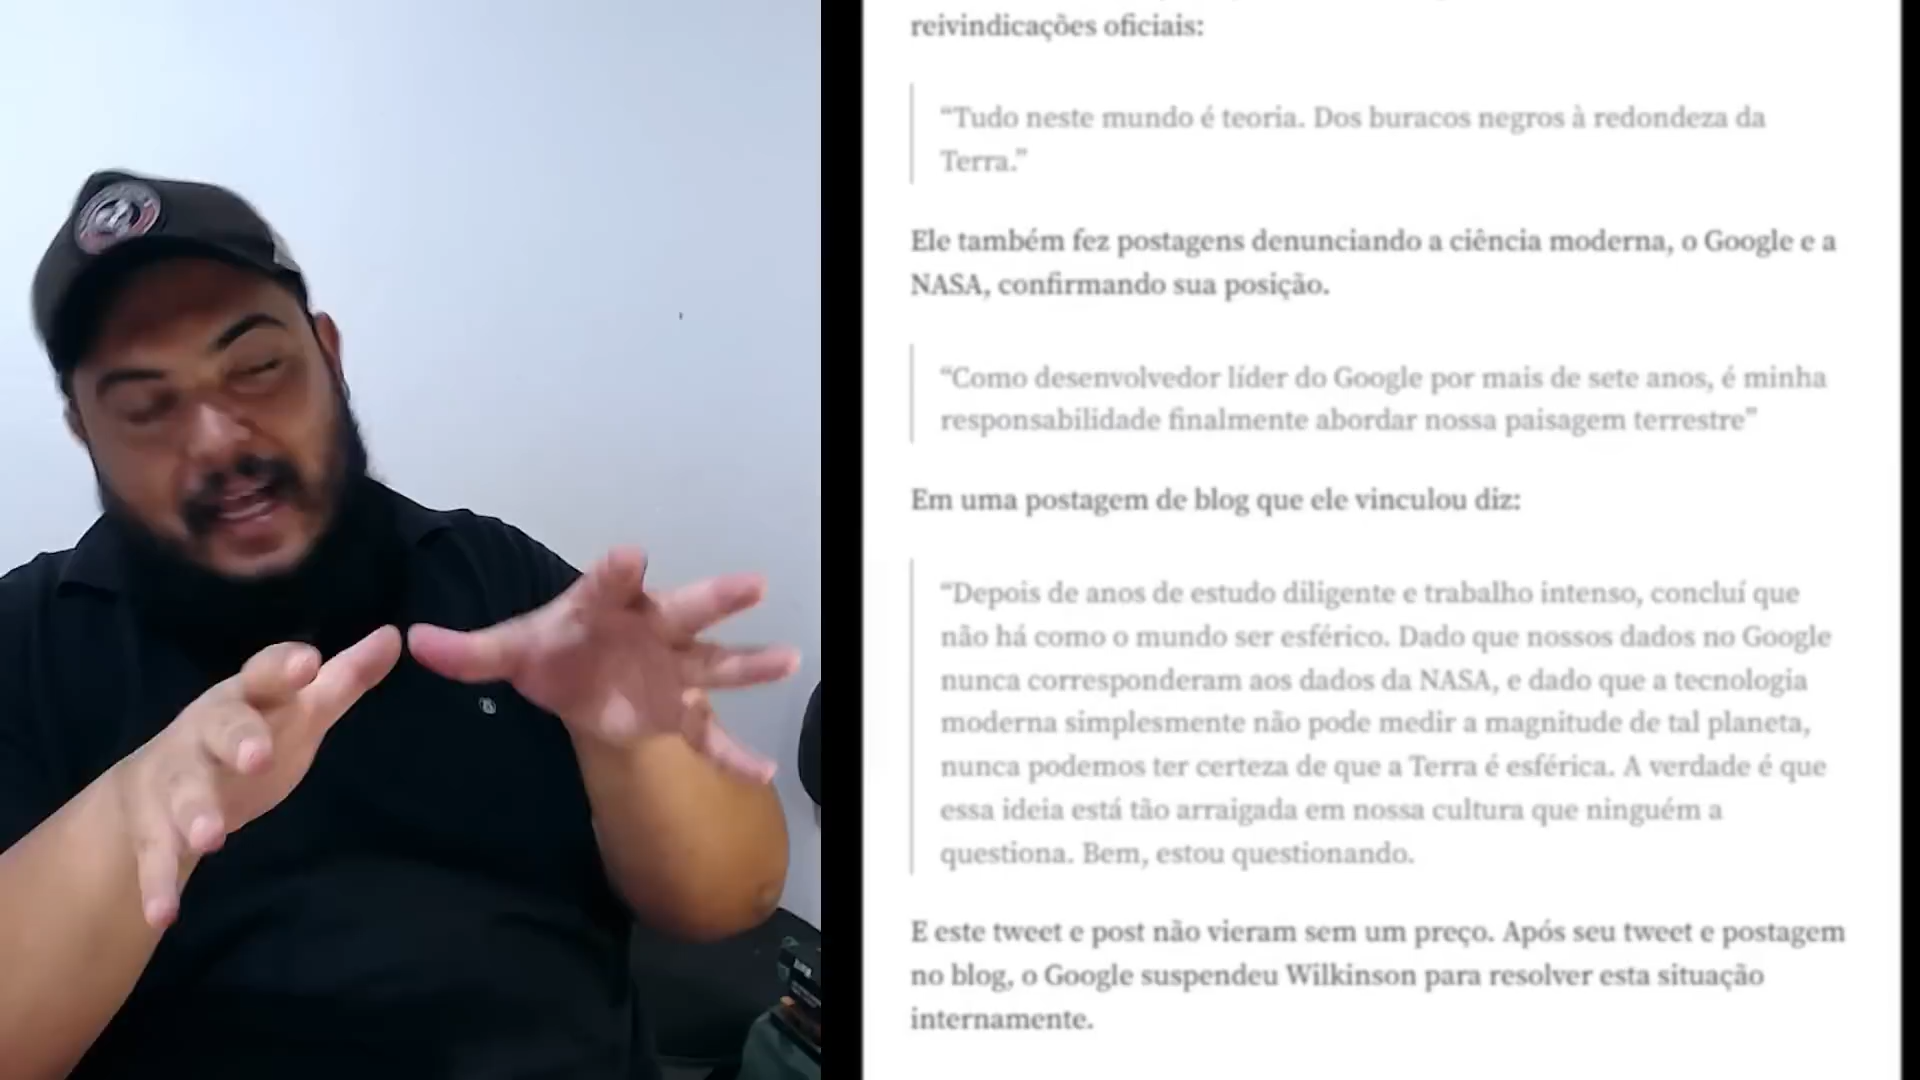 reivindicações oficiais:
“Tudo neste mundo é teoria. Dos buracos negros à redondeza da
Terra.”
Ele também fez postagens denunciando a ciência moderna, o Google e a
NASA, confirmando sua posição.
“Como desenvolvedor líder do Google por mais de sete anos, é minha
responsabilidade finalmente abordar nossa paisagem terrestre”
Em uma postagem de blog que ele vinculou diz:
“Depois de anos de estudo diligente e trabalho intenso, concluí que
não há como o mundo ser esférico. Dado que nossos dados no Google
nunca corresponderam aos dados da NASA, e dado que a tecnologia
moderna simplesmente não pode medir a magnitude de tal planeta,
nunca podemos ter certeza de que a Terra é esférica. A verdade é que
essa ideia está tão arraigada em nossa cultura que ninguém a
questiona. Bem, estou questionando.
E este tweet e post não vieram sem um preço. Após seu tweet e postagem
no blog, o Google suspendeu Wilkinson para resolver esta situação
internamente.